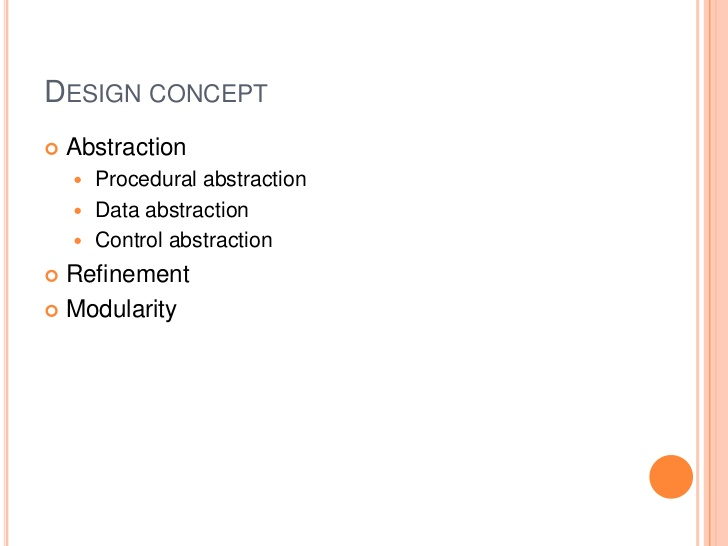 DESIGN CONCEPT
Abstraction
Procedural abstraction
Data abstraction
Control abstraction
Refinement
Modularity